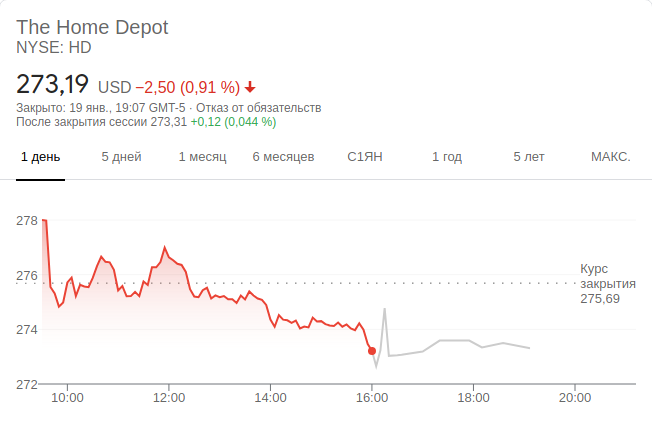 The Home Depot
NYSE: HD
273,19 USD −2,50 (0,91 %)
Закрыто: 19 янв., 19:07 GMT-5 · Отказ от обязательств
После закрытия сессии 273,31 +0,12 (0,044 %)
1 день 5 дней 1 месяц 6 месяцев С1ЯН 1 год 5 лет МАКС.
278
276
274
272
Курс
закрытия
275,69
10:00 12:00 14:00 16:00 18:00 20:00